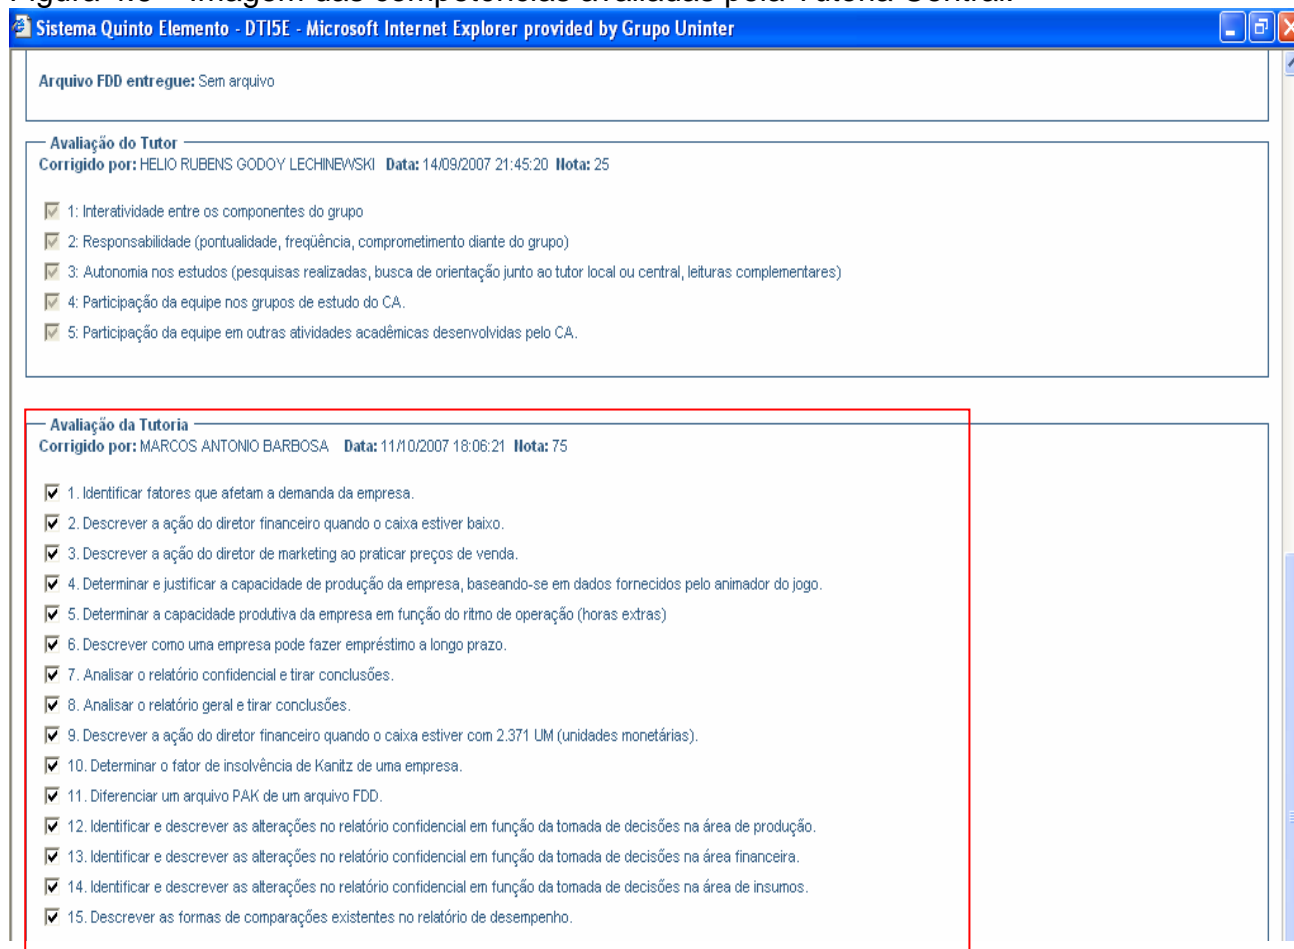 Figura 4.8 – Imagem das competências avaliadas pela Tutoria Central.
Sistema Quinto Elemento - DTI5E - Microsoft Internet Explorer provided by Grupo Uninter
Arquivo FDD entregue: Sem arquivo
Avaliação do Tutor
Corrigido por: HELIO RUBENS GODOY LECHINEWSKI Data: 14/09/2007 21:45:20 Nota: 25
1: Interatividade entre os componentes do grupo
2: Responsabilidade (pontualidade, freqüência, comprometimento diante do grupo)
3: Autonomia nos estudos (pesquisas realizadas, busca de orientação junto ao tutor local ou central, leituras complementares)
4: Participação da equipe nos grupos de estudo do CA.
5: Participação da equipe em outras atividades acadêmicas desenvolvidas pelo CA.
Avaliação da Tutoria
Corrigido por: MARCOS ANTONIO BARBOSA Data: 11/10/2007 18:06:21 Nota: 75
1. Identificar fatores que afetam a demanda da empresa.
2. Descrever a ação do diretor financeiro quando o caixa estiver baixo.
3. Descrever a ação do diretor de marketing ao praticar preços de venda.
4. Determinar e justificar a capacidade de produção da empresa, baseando-se em dados fornecidos pelo animador do jogo.
5. Determinar a capacidade produtiva da empresa em função do ritmo de operação (horas extras)
6. Descrever como uma empresa pode fazer empréstimo a longo prazo.
7. Analisar o relatório confidencial e tirar conclusões.
8. Analisar o relatório geral e tirar conclusões.
9. Descrever a ação do diretor financeiro quando o caixa estiver com 2.371 UM (unidades monetárias).
10. Determinar o fator de insolvência de Kanitz de uma empresa.
11. Diferenciar um arquivo PAK de um arquivo FDD.
12. Identificar e descrever as alterações no relatório confidencial em função da tomada de decisões na área de produção.
13. Identificar e descrever as alterações no relatório confidencial em função da tomada de decisões na área financeira.
14. Identificar e descrever as alterações no relatório confidencial em função da tomada de decisões na área de insumos.
15. Descrever as formas de comparações existentes no relatório de desempenho.